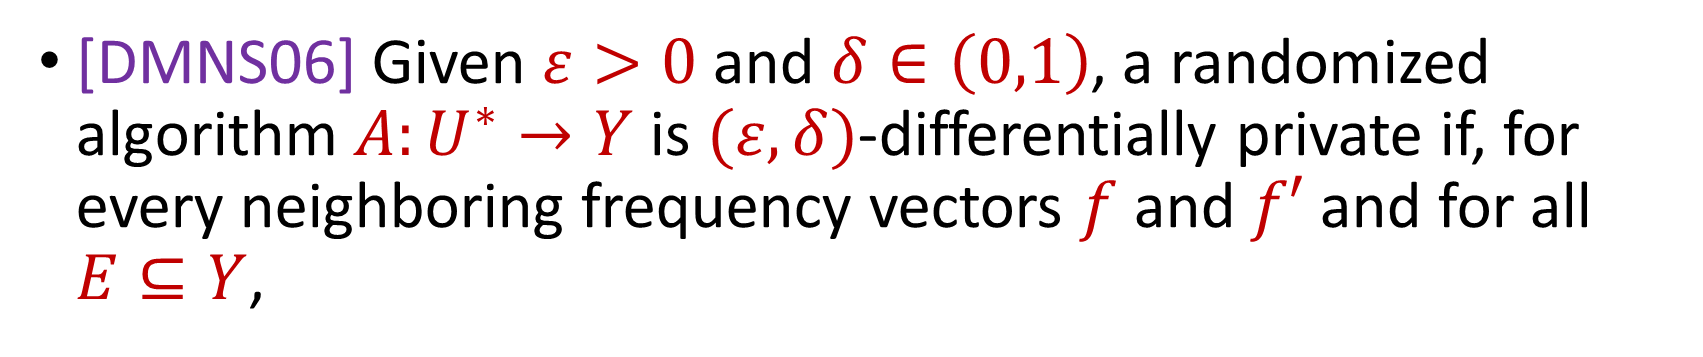 • [DMNS06] Given ε > 0 and δ ∈ (0,1), a randomized
algorithm A: U* → Y is (ε, δ)-differentially private if, for
every neighboring frequency vectors f and f′ and for all
E ⊆ Y,